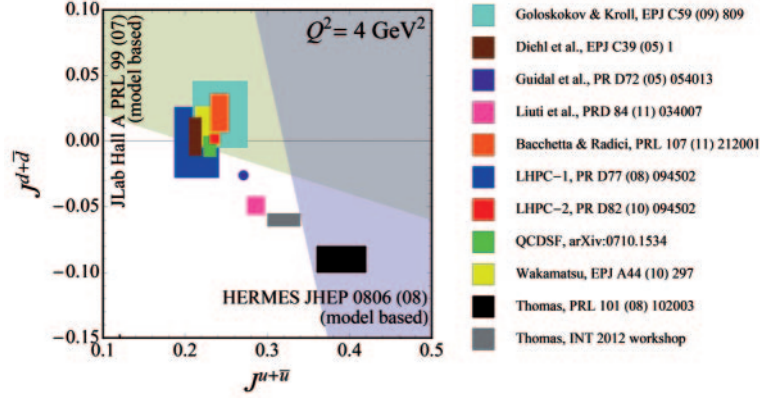 0.10
0.05
0.00
−0.05
−0.10
−0.15
0.1
0.2
0.3
0.4
0.5
J^{d+d̅}
J^{u+u̅}
Q² = 4 GeV²
JLab Hall A PRL 99 (07)
(model based)
HERMES JHEP 0806 (08)
(model based)
Goloskokov & Kroll, EPJ C59 (09) 809
Diehl et al., EPJ C39 (05) 1
Guidal et al., PR D72 (05) 054013
Liuti et al., PRD 84 (11) 034007
Bacchetta & Radici, PRL 107 (11) 212001
LHPC−1, PR D77 (08) 094502
LHPC−2, PR D82 (10) 094502
QCDSF, arXiv:0710.1534
Wakamatsu, EPJ A44 (10) 297
Thomas, PRL 101 (08) 102003
Thomas, INT 2012 workshop